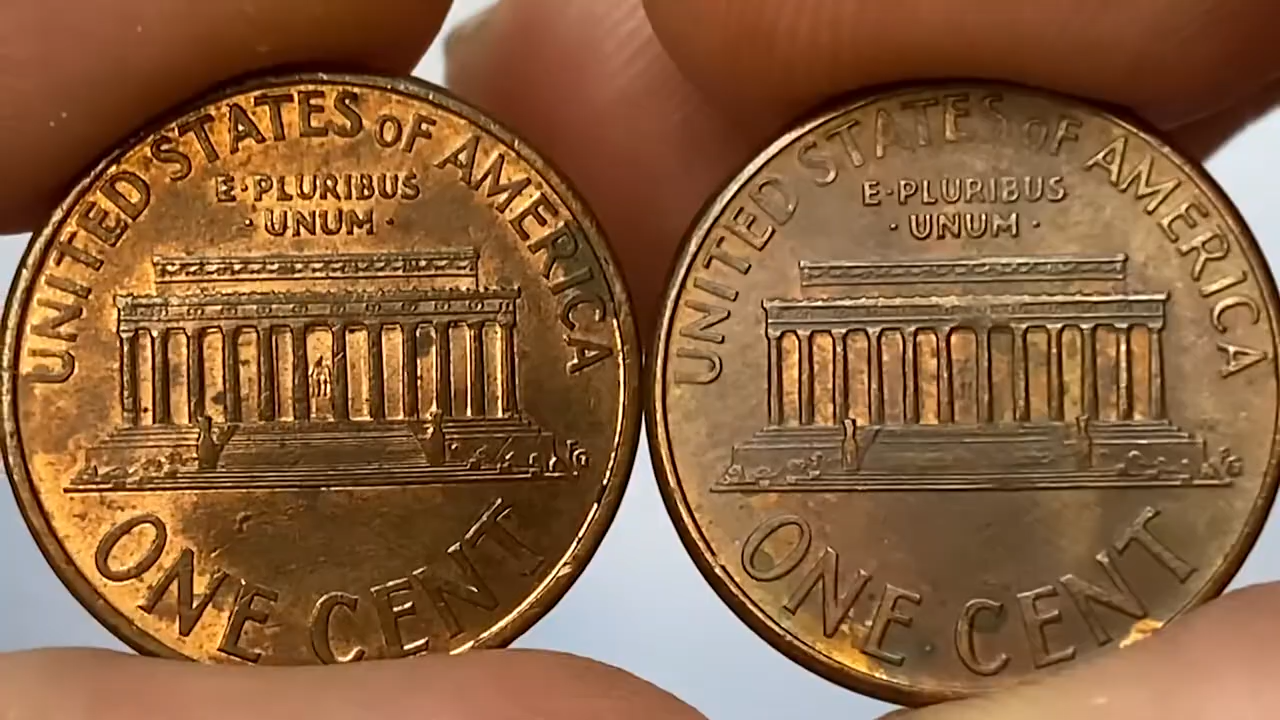 UNITED STATES OF AMERICA
E·PLURIBUS
·UNUM·
ONE CENT
UNITED STATES OF AMERICA
E·PLURIBUS
·UNUM·
ONE CENT